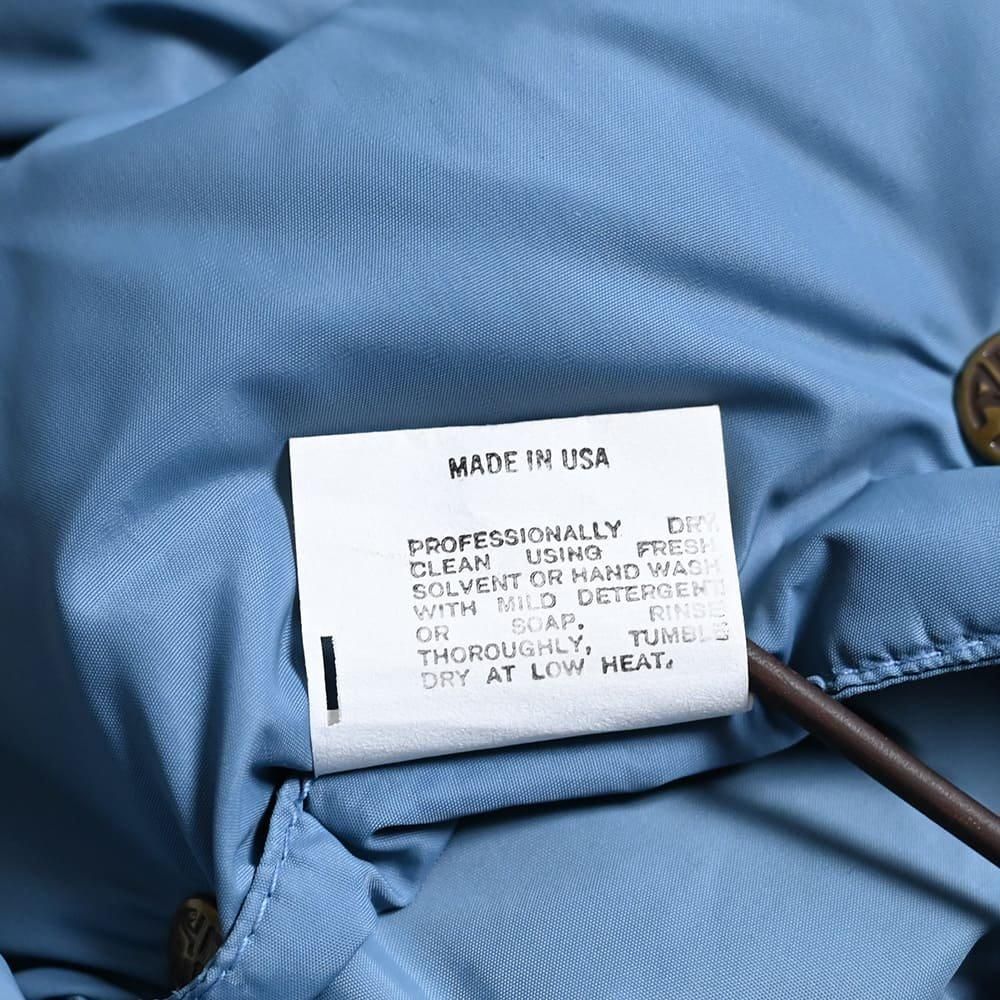 MADE IN USA
PROFESSIONALLY DRY
CLEAN USING FRESH
SOLVENT OR HAND WASH
WITH MILD DETERGENT
OR SOAP. RINSE
THOROUGHLY, TUMBLE
DRY AT LOW HEAT.